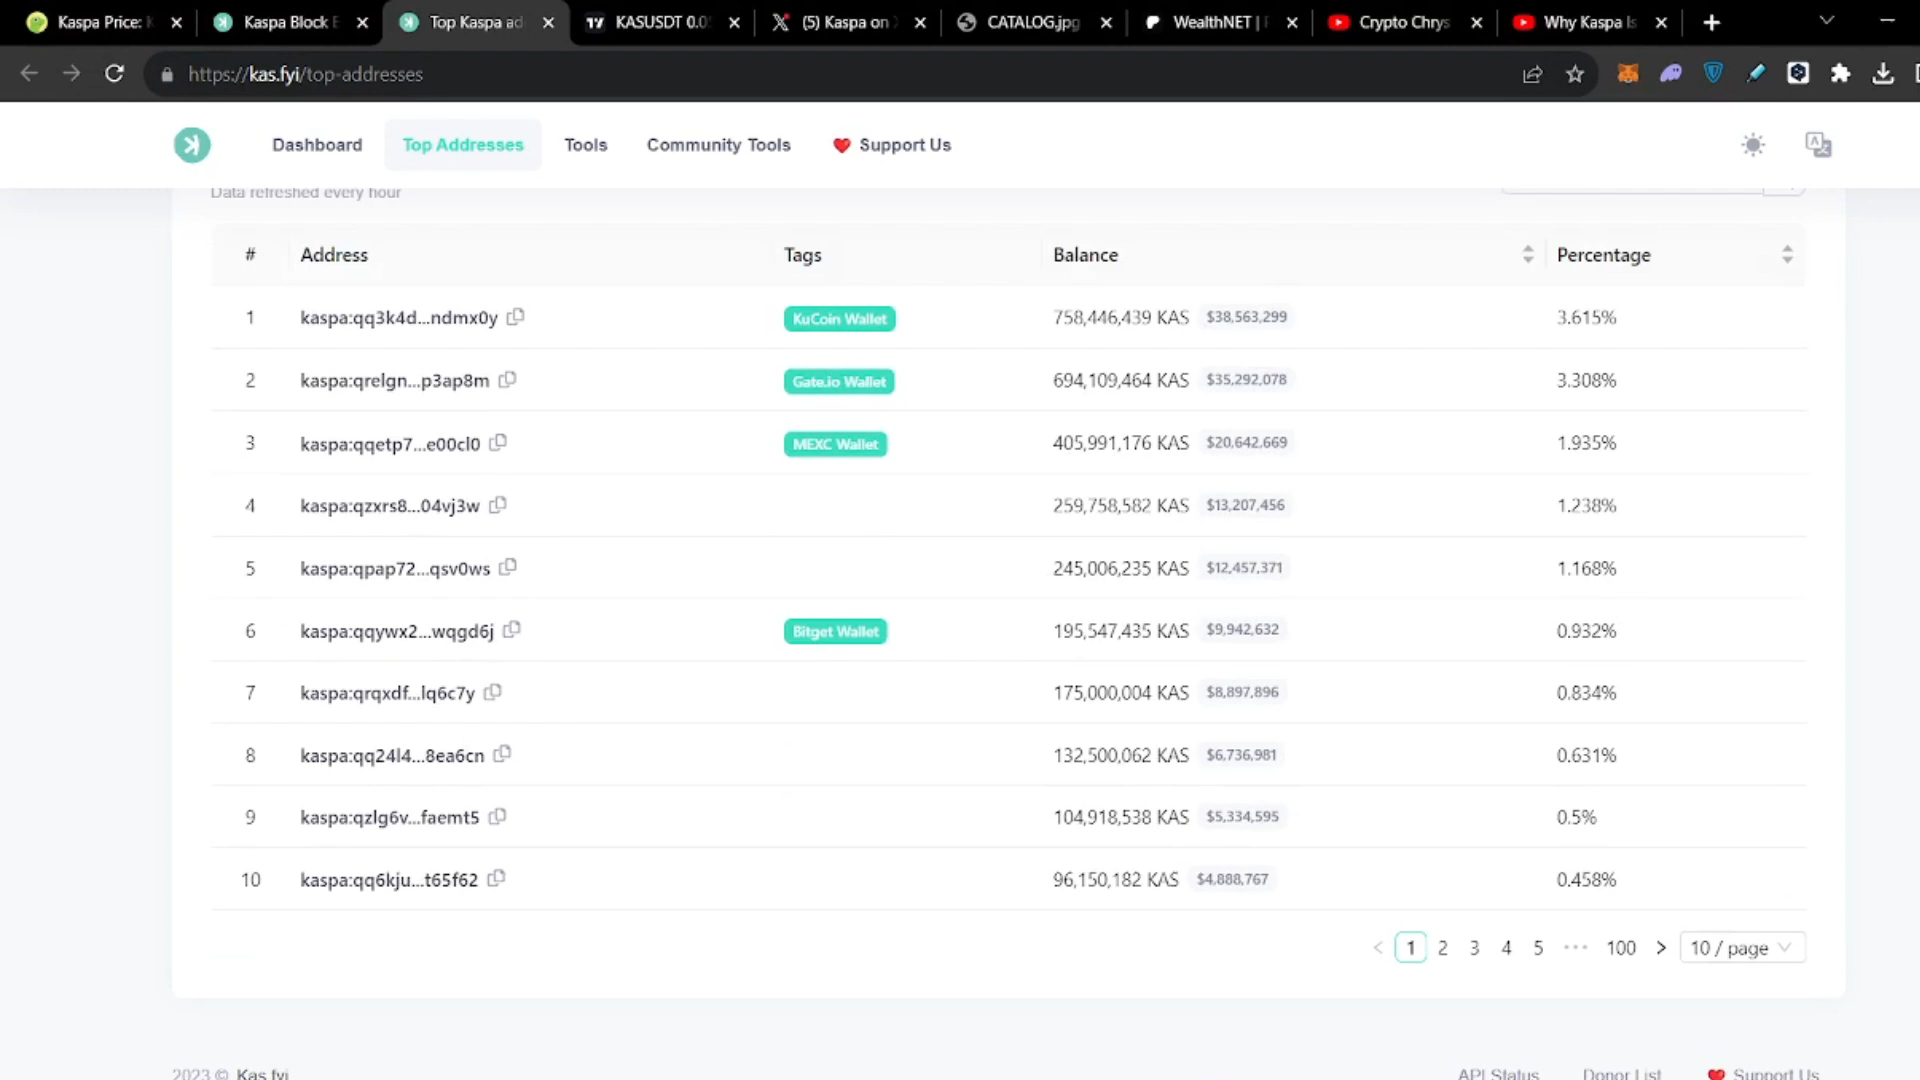 Kaspa Price: Kaspa Block E Top Kaspa ad KASUSDT 0.0 (5) Kaspa on CATALOG.jpg WealthNET | Crypto Chrys Why Kaspa Is
https://kas.fyi/top-addresses
Dashboard Top Addresses Tools Community Tools Support Us
Data refreshed every hour
# Address Tags Balance Percentage
1 kaspa:qq3k4d...ndmx0y KuCoin Wallet 758,446,439 KAS $38,563,299 3.615%
2 kaspa:qrelgn...p3ap8m Gate.io Wallet 694,109,464 KAS $35,292,078 3.308%
3 kaspa:qqetp7...e00cl0 MEXC Wallet 405,991,176 KAS $20,642,669 1.935%
4 kaspa:qzxrs8...04vj3w 259,758,582 KAS $13,207,456 1.238%
5 kaspa:qpap72...qsv0ws 245,006,235 KAS $12,457,371 1.168%
6 kaspa:qqywx2...wqgd6j Bitget Wallet 195,547,435 KAS $9,942,632 0.932%
7 kaspa:qrqxdf...lq6c7y 175,000,004 KAS $8,897,896 0.834%
8 kaspa:qq24l4...8ea6cn 132,500,062 KAS $6,736,981 0.631%
9 kaspa:qzlg6v...faemt5 104,918,538 KAS $5,334,595 0.5%
10 kaspa:qq6kju...t65f62 96,150,182 KAS $4,888,767 0.458%
< 1 2 3 4 5 ••• 100 > 10 / page
2023 © Kas.fyi API Status Donor List Support Us